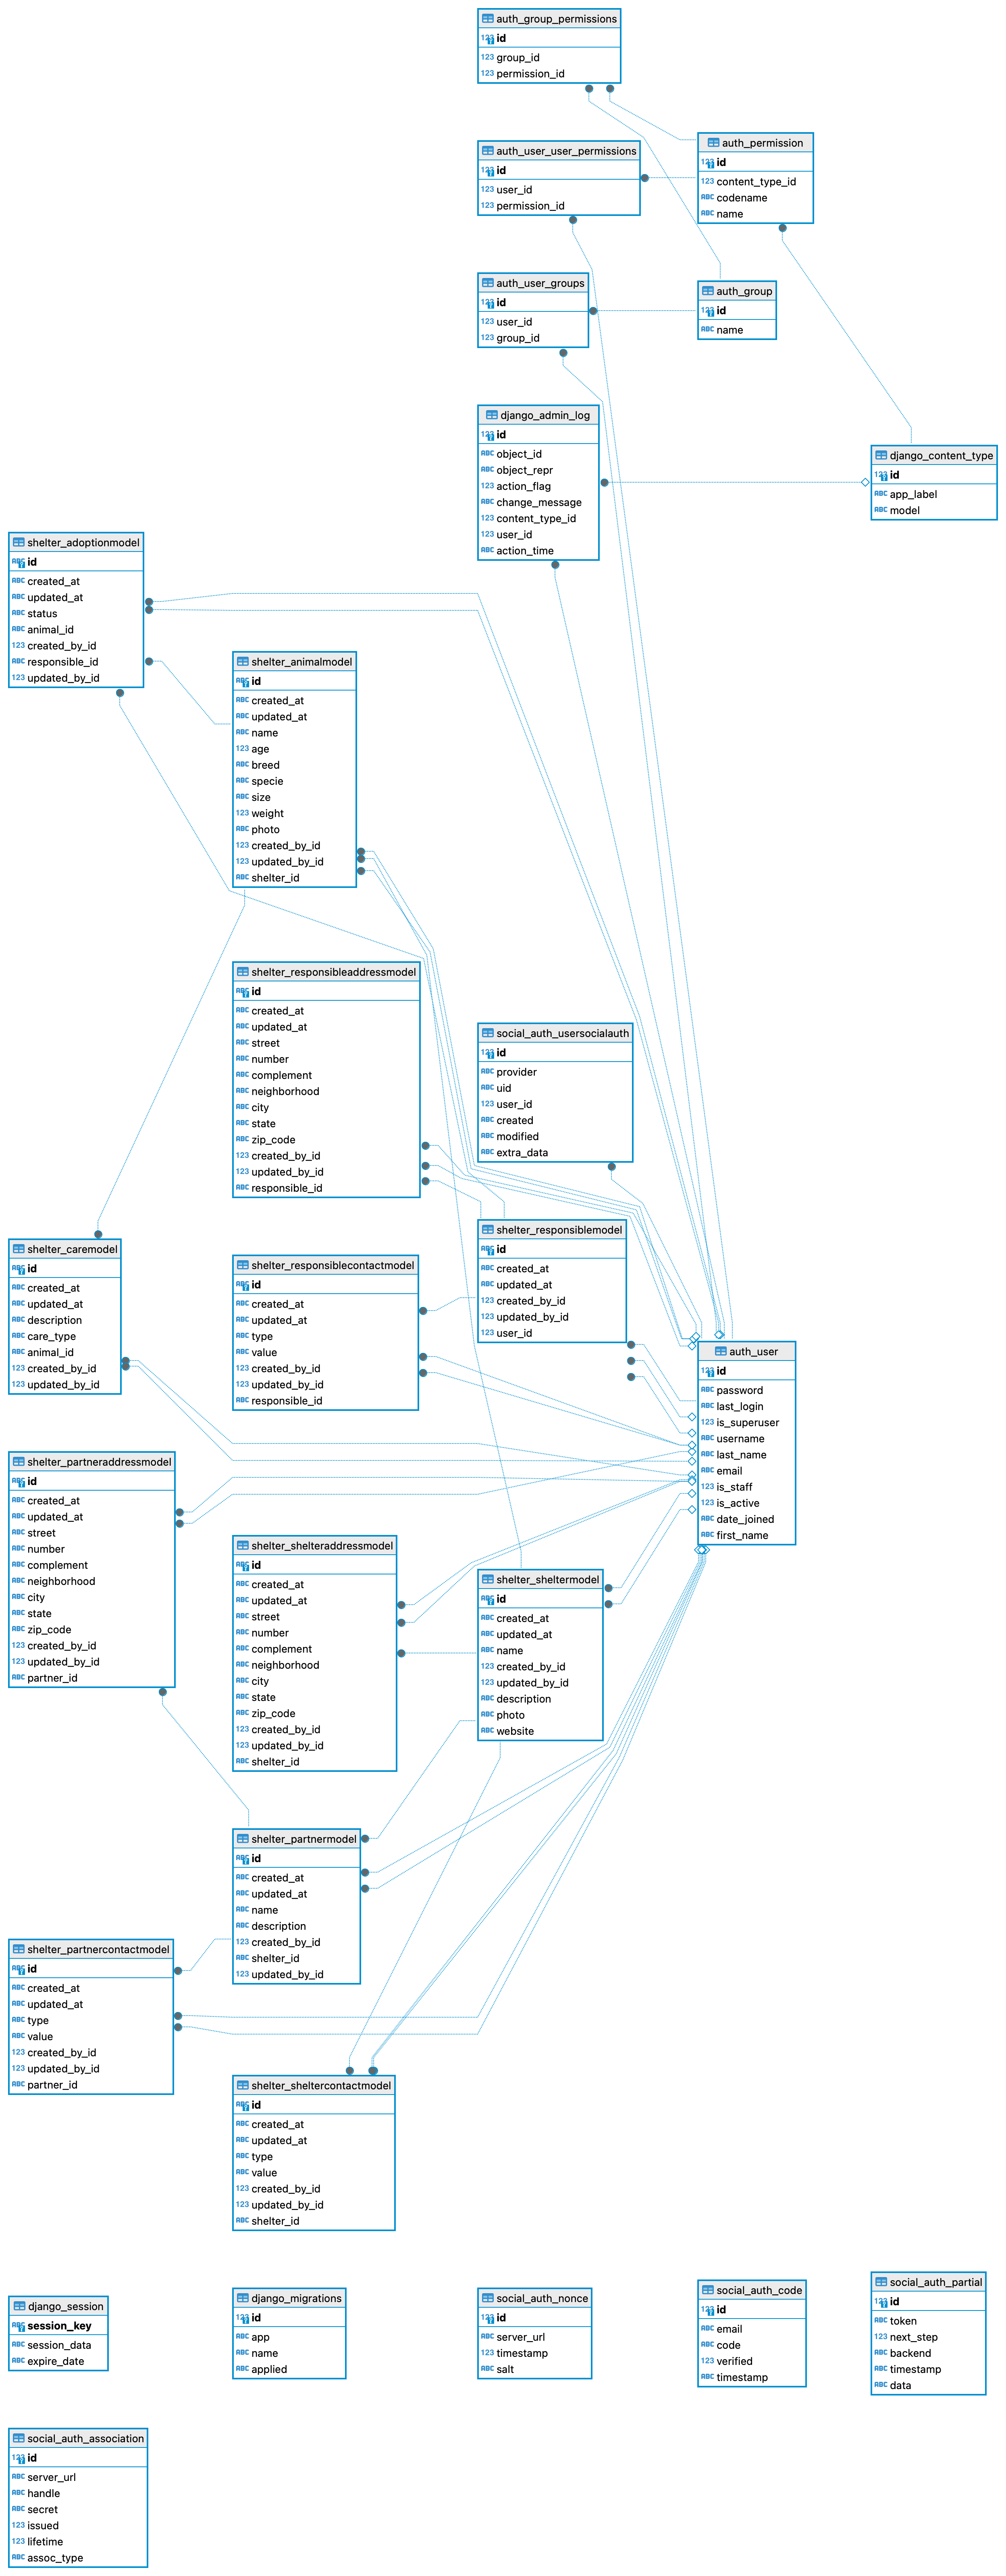 auth_group_permissions
123 id
123 group_id
123 permission_id
auth_permission
123 id
123 content_type_id
ABC codename
ABC name
auth_user_user_permissions
123 id
123 user_id
123 permission_id
auth_user_groups
123 id
123 user_id
123 group_id
auth_group
123 id
ABC name
django_admin_log
123 id
ABC object_id
ABC object_repr
123 action_flag
ABC change_message
123 content_type_id
123 user_id
ABC action_time
django_content_type
123 id
ABC app_label
ABC model
shelter_adoptionmodel
ABC id
ABC created_at
ABC updated_at
ABC status
ABC animal_id
123 created_by_id
ABC responsible_id
123 updated_by_id
shelter_animalmodel
ABC id
ABC created_at
ABC updated_at
ABC name
123 age
ABC breed
ABC specie
ABC size
123 weight
ABC photo
123 created_by_id
123 updated_by_id
ABC shelter_id
shelter_responsibleaddressmodel
ABC id
ABC created_at
ABC updated_at
ABC street
ABC number
ABC complement
ABC neighborhood
ABC city
ABC state
ABC zip_code
123 created_by_id
123 updated_by_id
ABC responsible_id
social_auth_usersocialauth
123 id
ABC provider
ABC uid
123 user_id
ABC created
ABC modified
ABC extra_data
shelter_responsiblemodel
ABC id
ABC created_at
ABC updated_at
123 created_by_id
123 updated_by_id
123 user_id
shelter_caremodel
ABC id
ABC created_at
ABC updated_at
ABC description
ABC care_type
ABC animal_id
123 created_by_id
123 updated_by_id
shelter_responsiblecontactmodel
ABC id
ABC created_at
ABC updated_at
ABC type
ABC value
123 created_by_id
123 updated_by_id
ABC responsible_id
auth_user
123 id
ABC password
ABC last_login
123 is_superuser
ABC username
ABC last_name
ABC email
123 is_staff
123 is_active
ABC date_joined
ABC first_name
shelter_partneraddressmodel
ABC id
ABC created_at
ABC updated_at
ABC street
ABC number
ABC complement
ABC neighborhood
ABC city
ABC state
ABC zip_code
123 created_by_id
123 updated_by_id
ABC partner_id
shelter_shelteraddressmodel
ABC id
ABC created_at
ABC updated_at
ABC street
ABC number
ABC complement
ABC neighborhood
ABC city
ABC state
ABC zip_code
123 created_by_id
123 updated_by_id
ABC shelter_id
shelter_sheltermodel
ABC id
ABC created_at
ABC updated_at
ABC name
123 created_by_id
123 updated_by_id
ABC description
ABC photo
ABC website
shelter_partnermodel
ABC id
ABC created_at
ABC updated_at
ABC name
ABC description
123 created_by_id
ABC shelter_id
123 updated_by_id
shelter_partnercontactmodel
ABC id
ABC created_at
ABC updated_at
ABC type
ABC value
123 created_by_id
123 updated_by_id
ABC partner_id
shelter_sheltercontactmodel
ABC id
ABC created_at
ABC updated_at
ABC type
ABC value
123 created_by_id
123 updated_by_id
ABC shelter_id
django_session
ABC session_key
ABC session_data
ABC expire_date
django_migrations
123 id
ABC app
ABC name
ABC applied
social_auth_nonce
123 id
ABC server_url
123 timestamp
ABC salt
social_auth_code
123 id
ABC email
ABC code
123 verified
ABC timestamp
social_auth_partial
123 id
ABC token
123 next_step
ABC backend
ABC timestamp
ABC data
social_auth_association
123 id
ABC server_url
ABC handle
ABC secret
123 issued
123 lifetime
ABC assoc_type